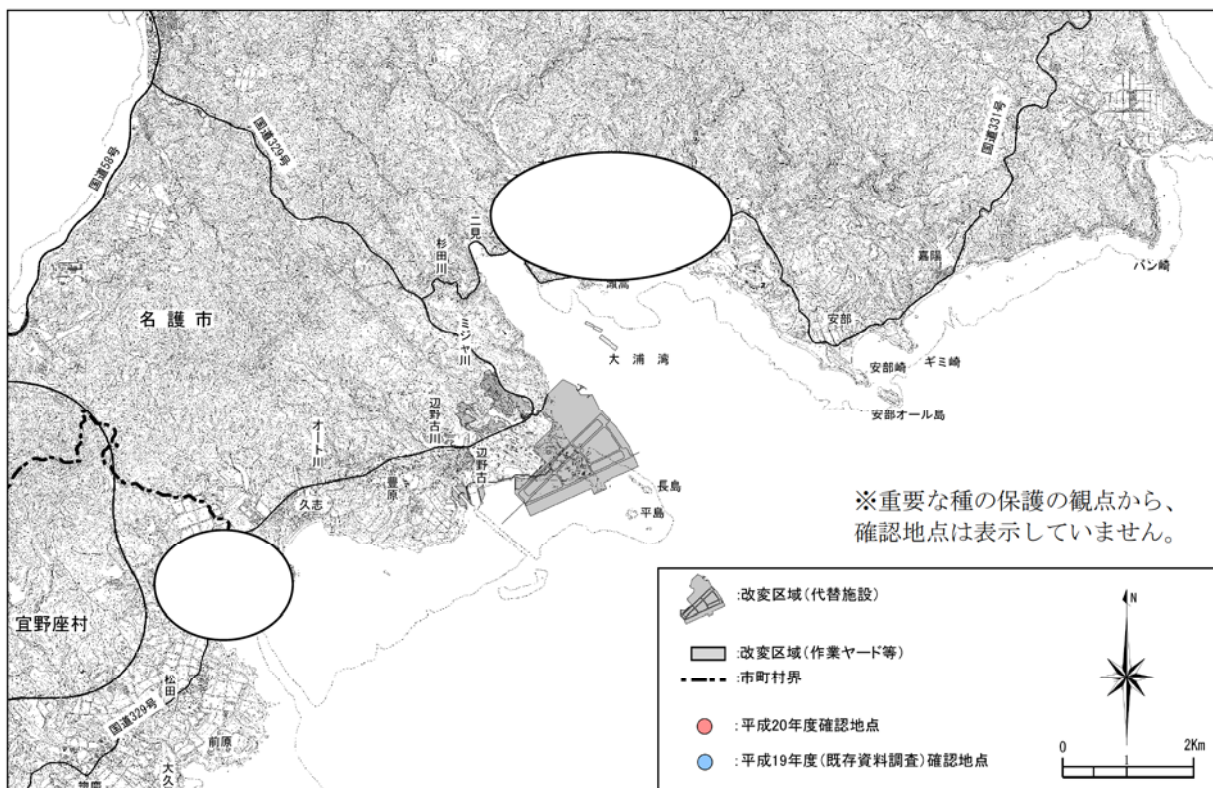 国道58号
国道329号
国道331号
二見
杉田川
名護市
ミジャ川
瀬嵩
大浦湾
嘉陽
バン崎
安部
安部崎
ギミ崎
安部オール島
辺野古川
辺野古
オート川
豊原
久志
長島
平島
※重要な種の保護の観点から、
確認地点は表示していません。
宜野座村
松田
国道329号
前原
大久
惣慶
:改変区域(代替施設)
:改変区域(作業ヤード等)
:市町村界
:平成20年度確認地点
:平成19年度(既存資料調査)確認地点
N
0 2Km